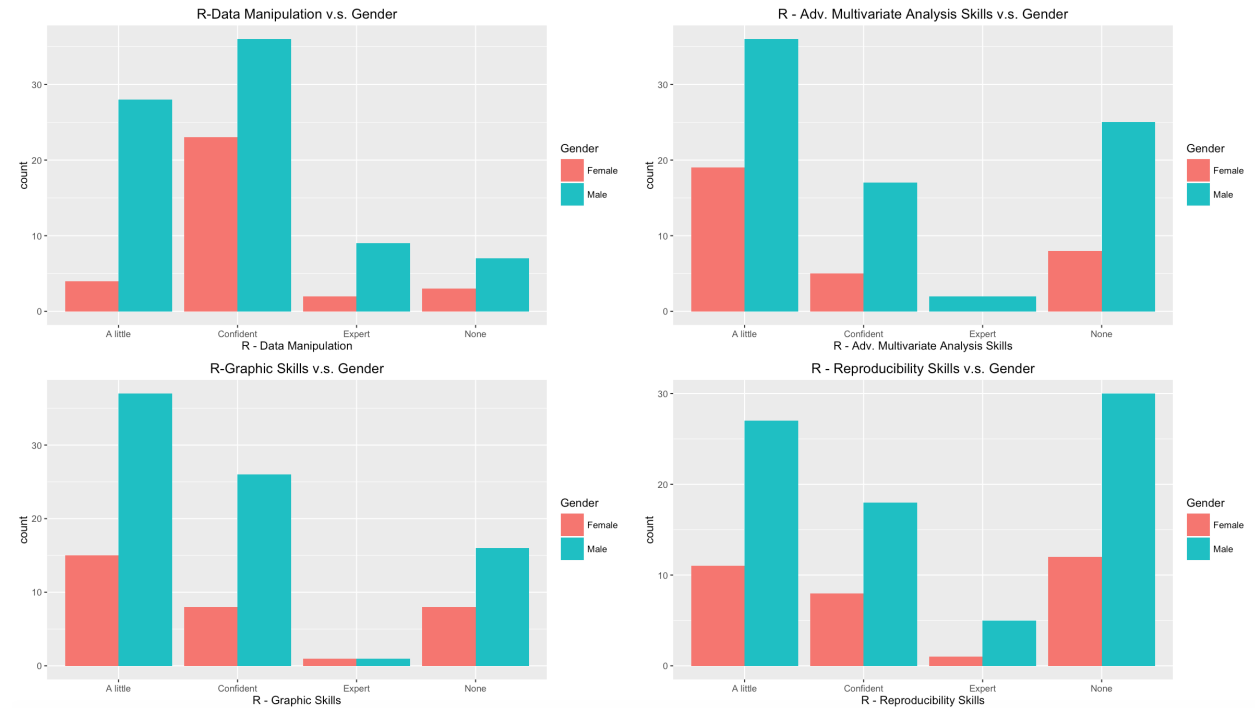 R-Data Manipulation v.s. Gender
30
20
10
0
count
A little Confident Expert None
R - Data Manipulation
Gender
Female
Male
R - Adv. Multivariate Analysis Skills v.s. Gender
30
20
10
0
count
A little Confident Expert None
R - Adv. Multivariate Analysis Skills
Gender
Female
Male
R-Graphic Skills v.s. Gender
30
20
10
0
count
A little Confident Expert None
R - Graphic Skills
Gender
Female
Male
R - Reproducibility Skills v.s. Gender
30
20
10
0
count
A little Confident Expert None
R - Reproducibility Skills
Gender
Female
Male